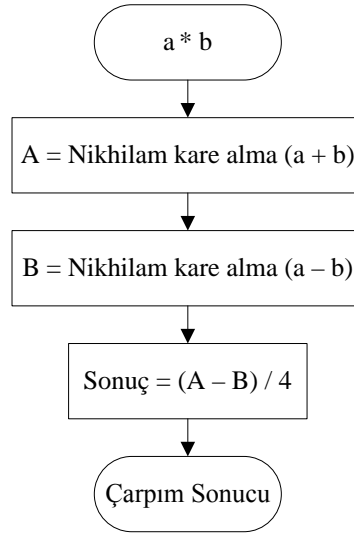 a * b
A = Nikhilam kare alma (a + b)
B = Nikhilam kare alma (a – b)
Sonuç = (A – B) / 4
Çarpım Sonucu